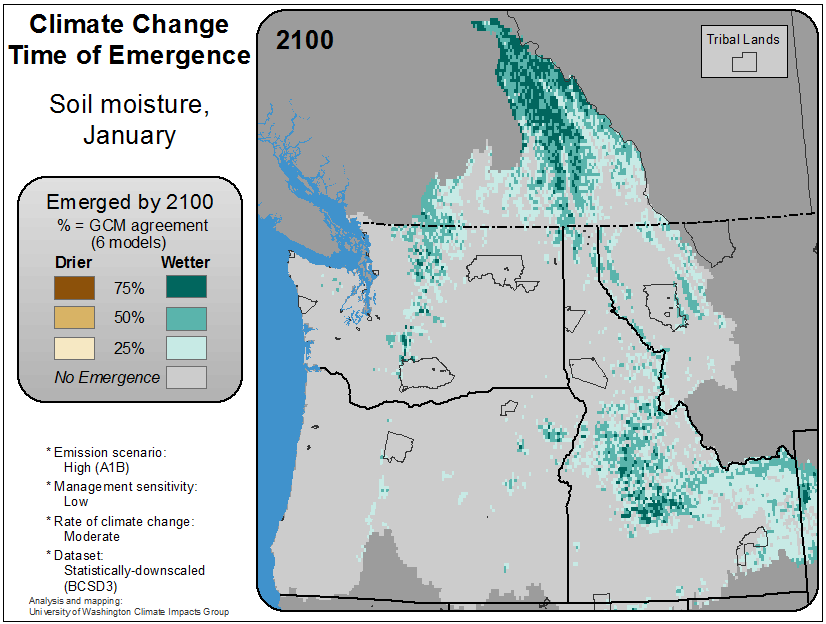 Climate Change
Time of Emergence
Soil moisture,
January
Emerged by 2100
% = GCM agreement
(6 models)
Drier Wetter
75%
50%
25%
No Emergence
* Emission scenario:
High (A1B)
* Management sensitivity:
Low
* Rate of climate change:
Moderate
* Dataset:
Statistically-downscaled
(BCSD3)
Analysis and mapping:
University of Washington Climate Impacts Group
2100
Tribal Lands